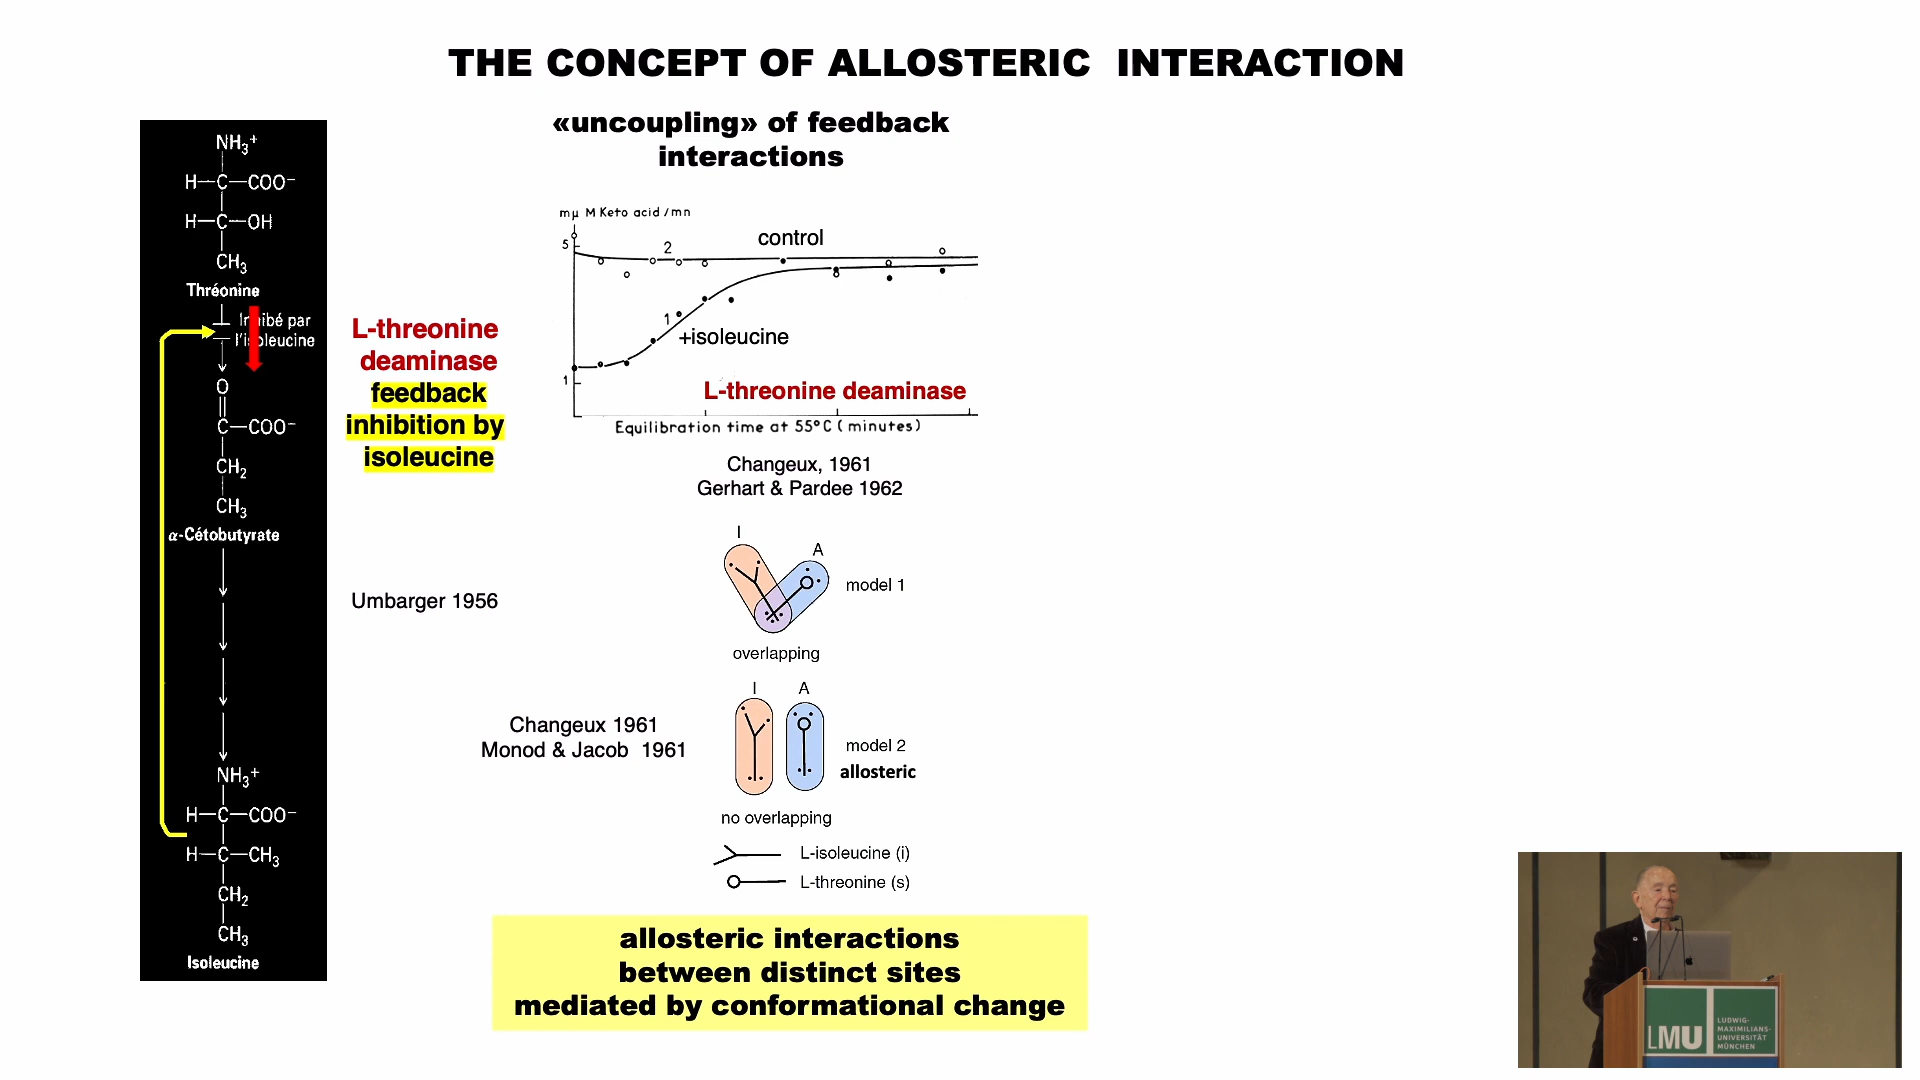 THE CONCEPT OF ALLOSTERIC INTERACTION
NH₃⁺
H—C—COO⁻
H—C—OH
CH₃
Thréonine
Inhibé par
l'isoleucine
O
C—COO⁻
CH₂
CH₃
α-Cétobutyrate
NH₃⁺
H—C—COO⁻
H—C—CH₃
CH₂
CH₃
Isoleucine
L-threonine
deaminase
feedback
inhibition by
isoleucine
Umbarger 1956
«uncoupling» of feedback
interactions
mμ M Keto acid /mn
5
2
control
1
+isoleucine
1
L-threonine deaminase
Equilibration time at 55°C ( minutes)
Changeux, 1961
Gerhart & Pardee 1962
I
A
model 1
overlapping
Changeux 1961
Monod & Jacob 1961
I
A
model 2
allosteric
no overlapping
L-isoleucine (i)
L-threonine (s)
allosteric interactions
between distinct sites
mediated by conformational change
LMU
LUDWIG-
MAXIMILIANS-
UNIVERSITÄT
MÜNCHEN